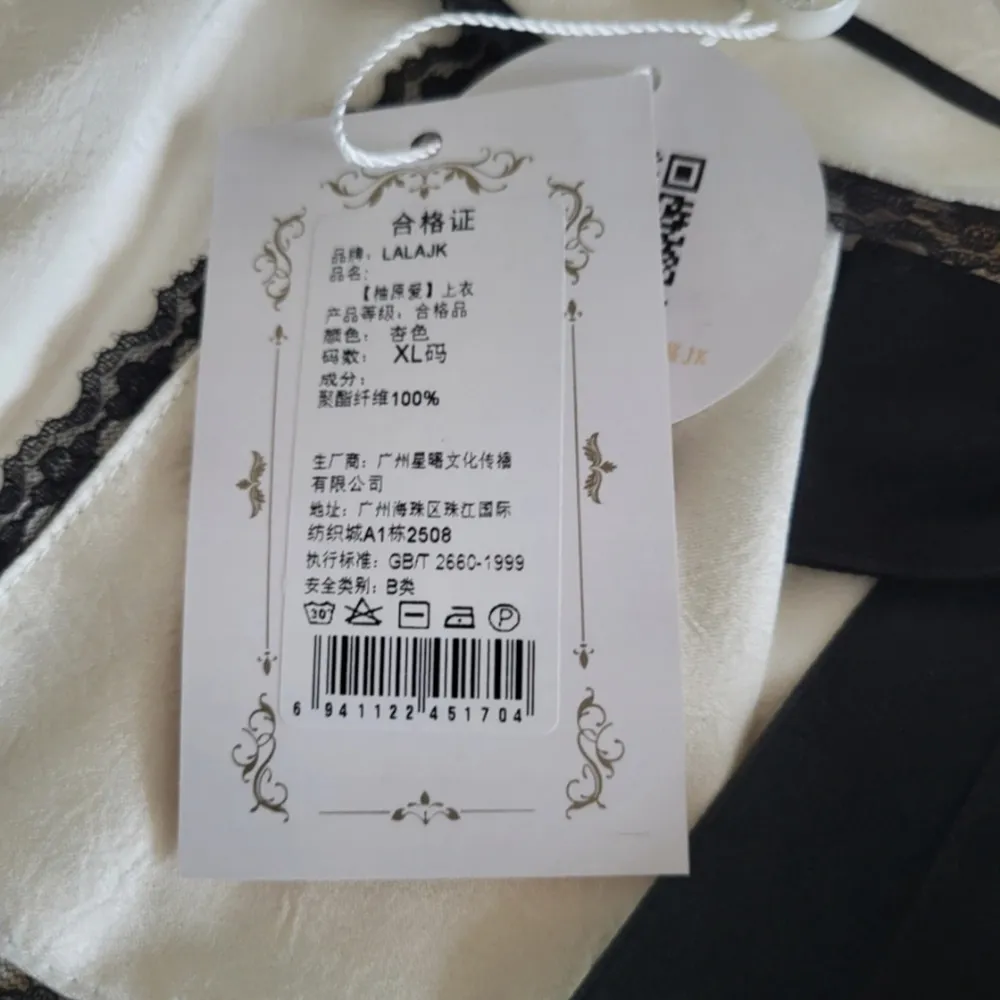 合格证
品牌：LALAJK
品名：
【柚原爱】上衣
产品等级：合格品
颜色： 杏色
码数： XL码
成分：
聚酯纤维100%
生厂商：广州星曙文化传播
有限公司
地址：广州海珠区珠江国际
纺织城A1栋2508
执行标准：GB/T 2660-1999
安全类别：B类
30° P
6 941122 451704
JK